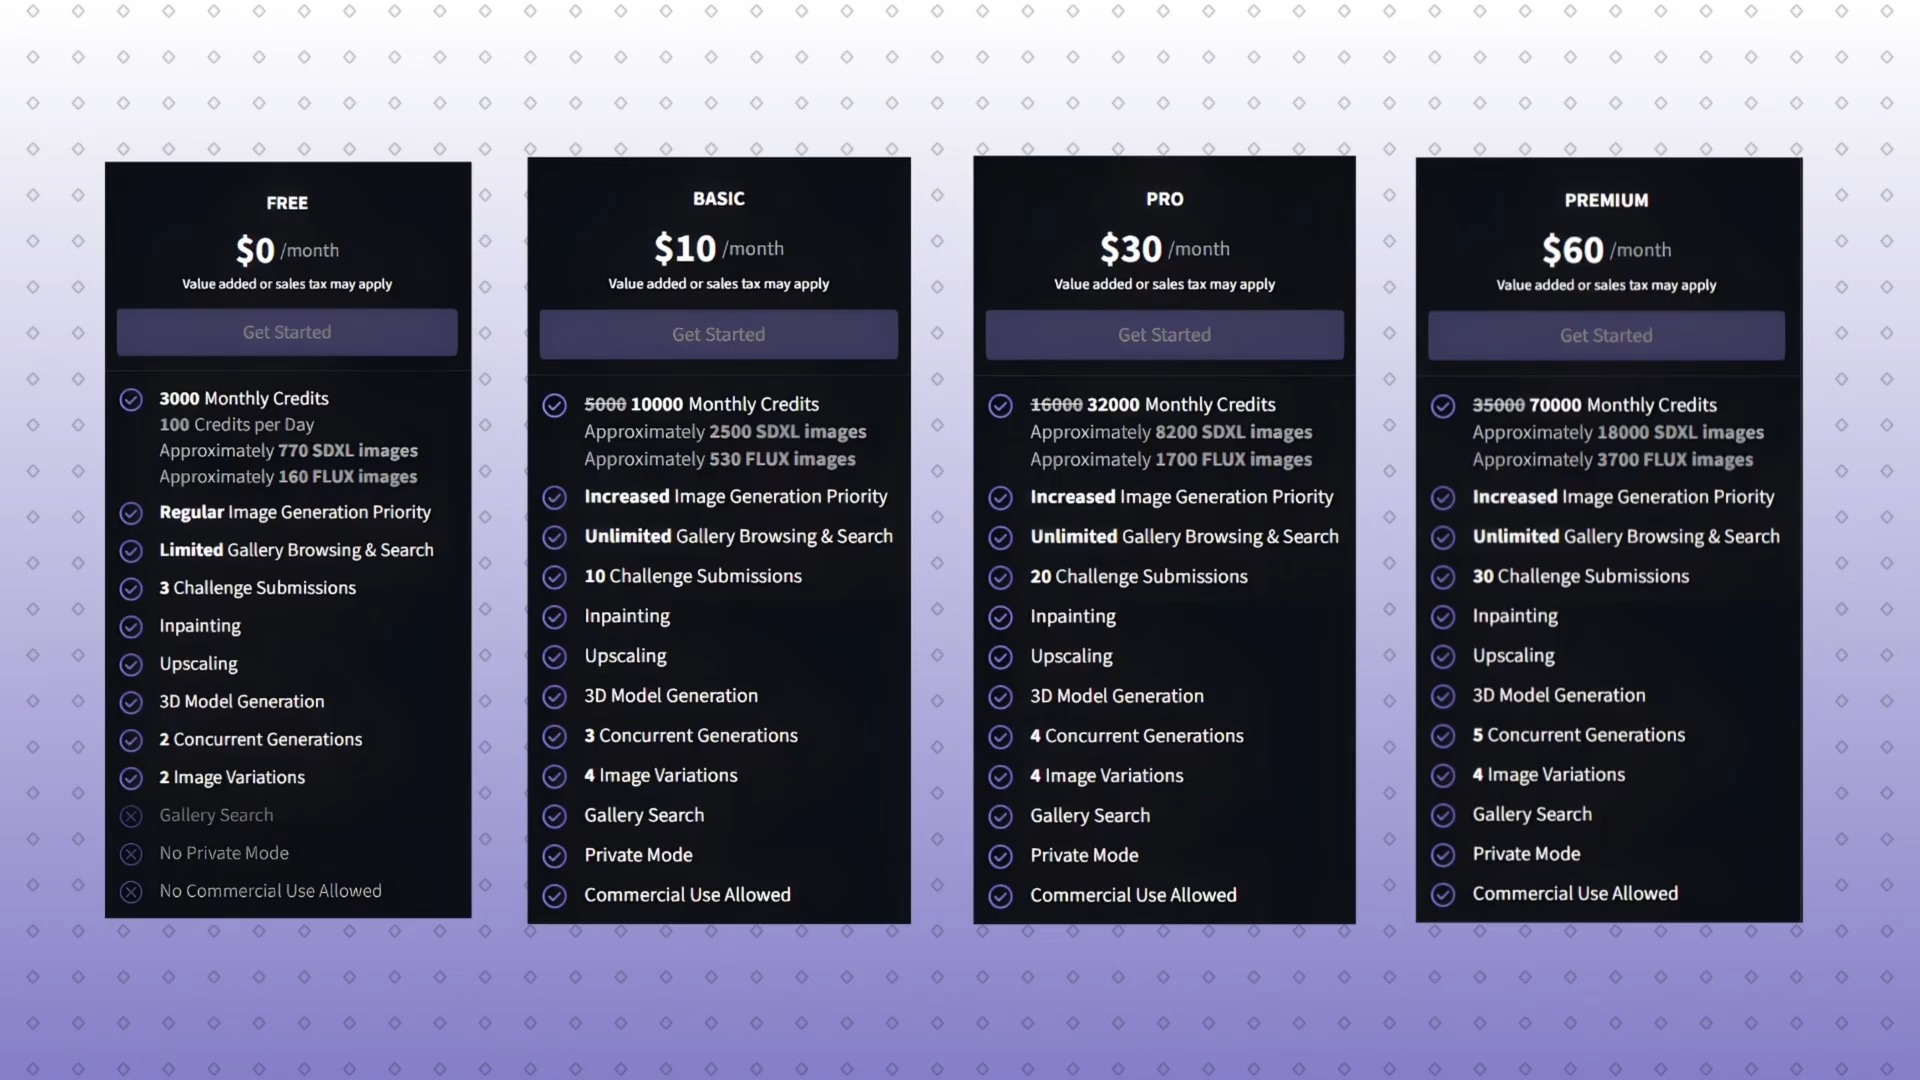 FREE
$0 /month
Value added or sales tax may apply
Get Started
3000 Monthly Credits
100 Credits per Day
Approximately 770 SDXL images
Approximately 160 FLUX images
Regular Image Generation Priority
Limited Gallery Browsing & Search
3 Challenge Submissions
Inpainting
Upscaling
3D Model Generation
2 Concurrent Generations
2 Image Variations
Gallery Search
No Private Mode
No Commercial Use Allowed
BASIC
$10 /month
Value added or sales tax may apply
Get Started
5000 10000 Monthly Credits
Approximately 2500 SDXL images
Approximately 530 FLUX images
Increased Image Generation Priority
Unlimited Gallery Browsing & Search
10 Challenge Submissions
Inpainting
Upscaling
3D Model Generation
3 Concurrent Generations
4 Image Variations
Gallery Search
Private Mode
Commercial Use Allowed
PRO
$30 /month
Value added or sales tax may apply
Get Started
16000 32000 Monthly Credits
Approximately 8200 SDXL images
Approximately 1700 FLUX images
Increased Image Generation Priority
Unlimited Gallery Browsing & Search
20 Challenge Submissions
Inpainting
Upscaling
3D Model Generation
4 Concurrent Generations
4 Image Variations
Gallery Search
Private Mode
Commercial Use Allowed
PREMIUM
$60 /month
Value added or sales tax may apply
Get Started
35000 70000 Monthly Credits
Approximately 18000 SDXL images
Approximately 3700 FLUX images
Increased Image Generation Priority
Unlimited Gallery Browsing & Search
30 Challenge Submissions
Inpainting
Upscaling
3D Model Generation
5 Concurrent Generations
4 Image Variations
Gallery Search
Private Mode
Commercial Use Allowed